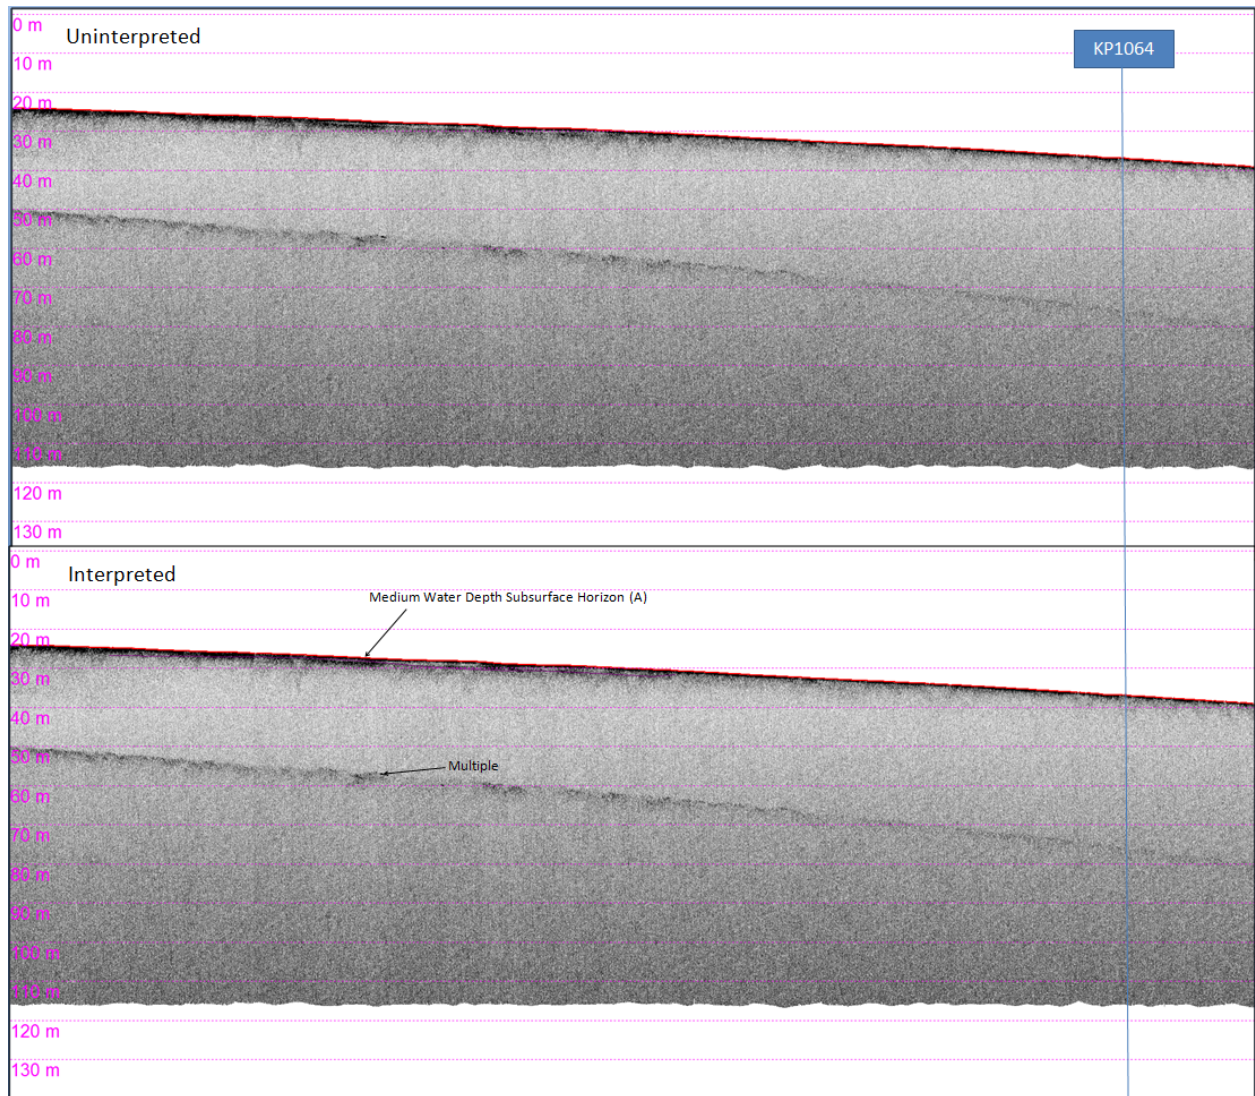 0 m
Uninterpreted
KP1064
10 m
20 m
30 m
40 m
50 m
60 m
70 m
80 m
90 m
100 m
110 m
120 m
130 m
0 m
Interpreted
10 m
Medium Water Depth Subsurface Horizon (A)
20 m
30 m
40 m
50 m
Multiple
60 m
70 m
80 m
90 m
100 m
110 m
120 m
130 m